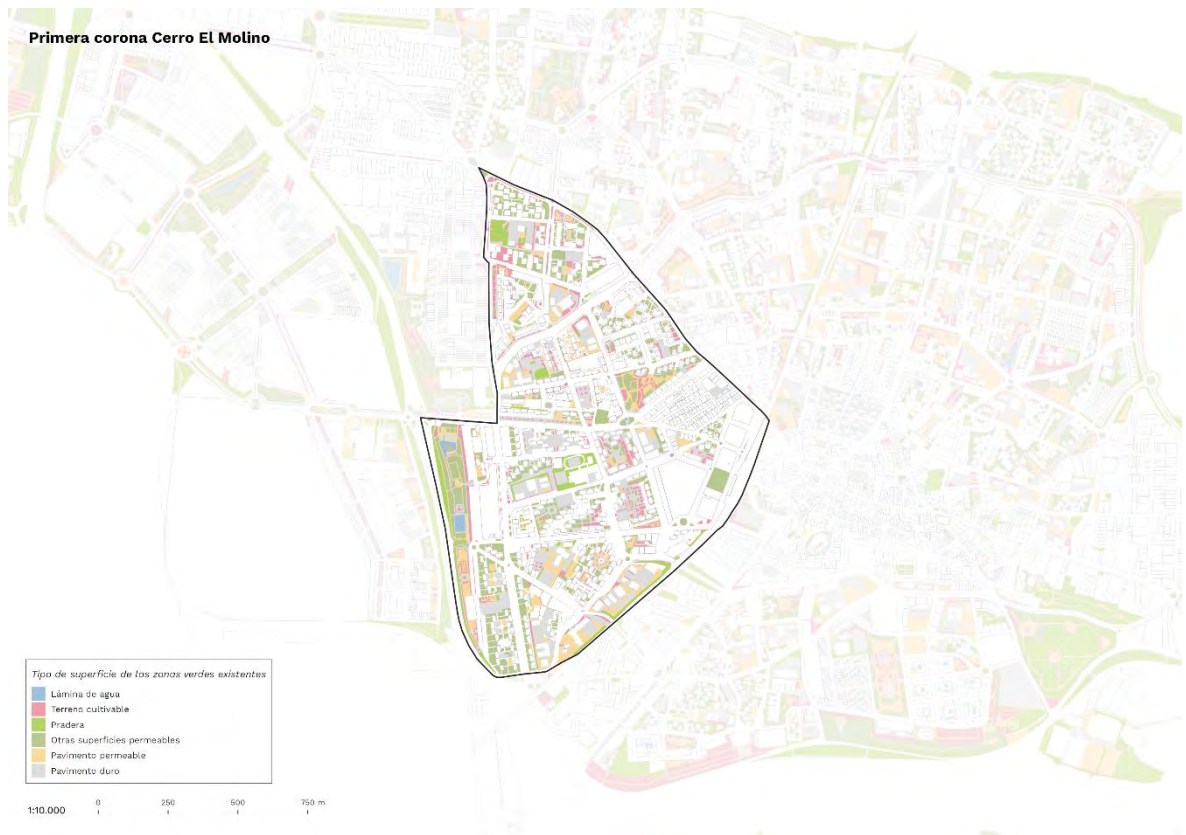 Primera corona Cerro El Molino
Tipo de superficie de las zonas verdes existentes
Lámina de agua
Terreno cultivable
Pradera
Otras superficies permeables
Pavimento permeable
Pavimento duro
1:10.000
0 250 500 750 m